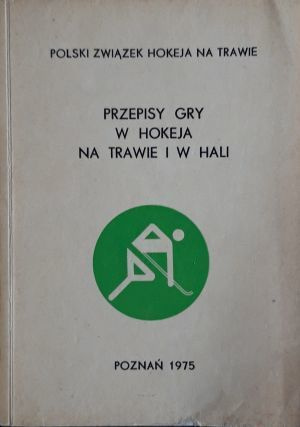 POLSKI ZWIĄZEK HOKEJA NA TRAWIE
PRZEPISY GRY
W HOKEJA
NA TRAWIE I W HALI
POZNAŃ 1975